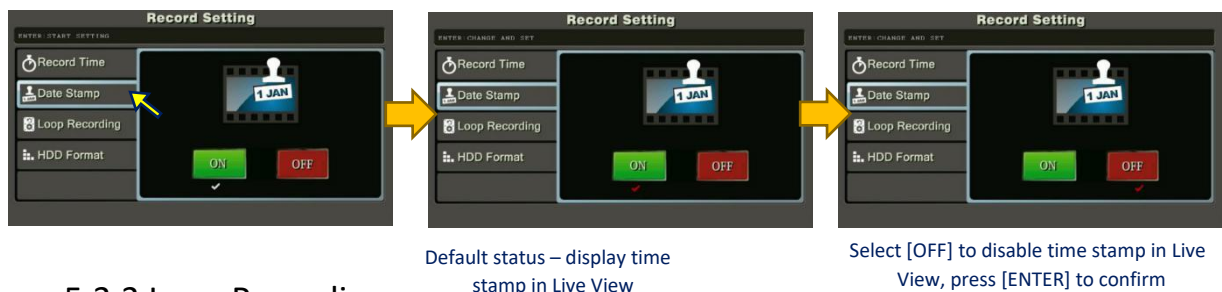 Record Setting
ENTER:START SETTING
Record Time
Date Stamp
Loop Recording
HDD Format
1 JAN
ON
OFF
Record Setting
ENTER:CHANGE AND SET
Record Time
Date Stamp
Loop Recording
HDD Format
1 JAN
ON
OFF
Record Setting
ENTER:CHANGE AND SET
Record Time
Date Stamp
Loop Recording
HDD Format
1 JAN
ON
OFF
Default status – display time
stamp in Live View
Select [OFF] to disable time stamp in Live
View, press [ENTER] to confirm